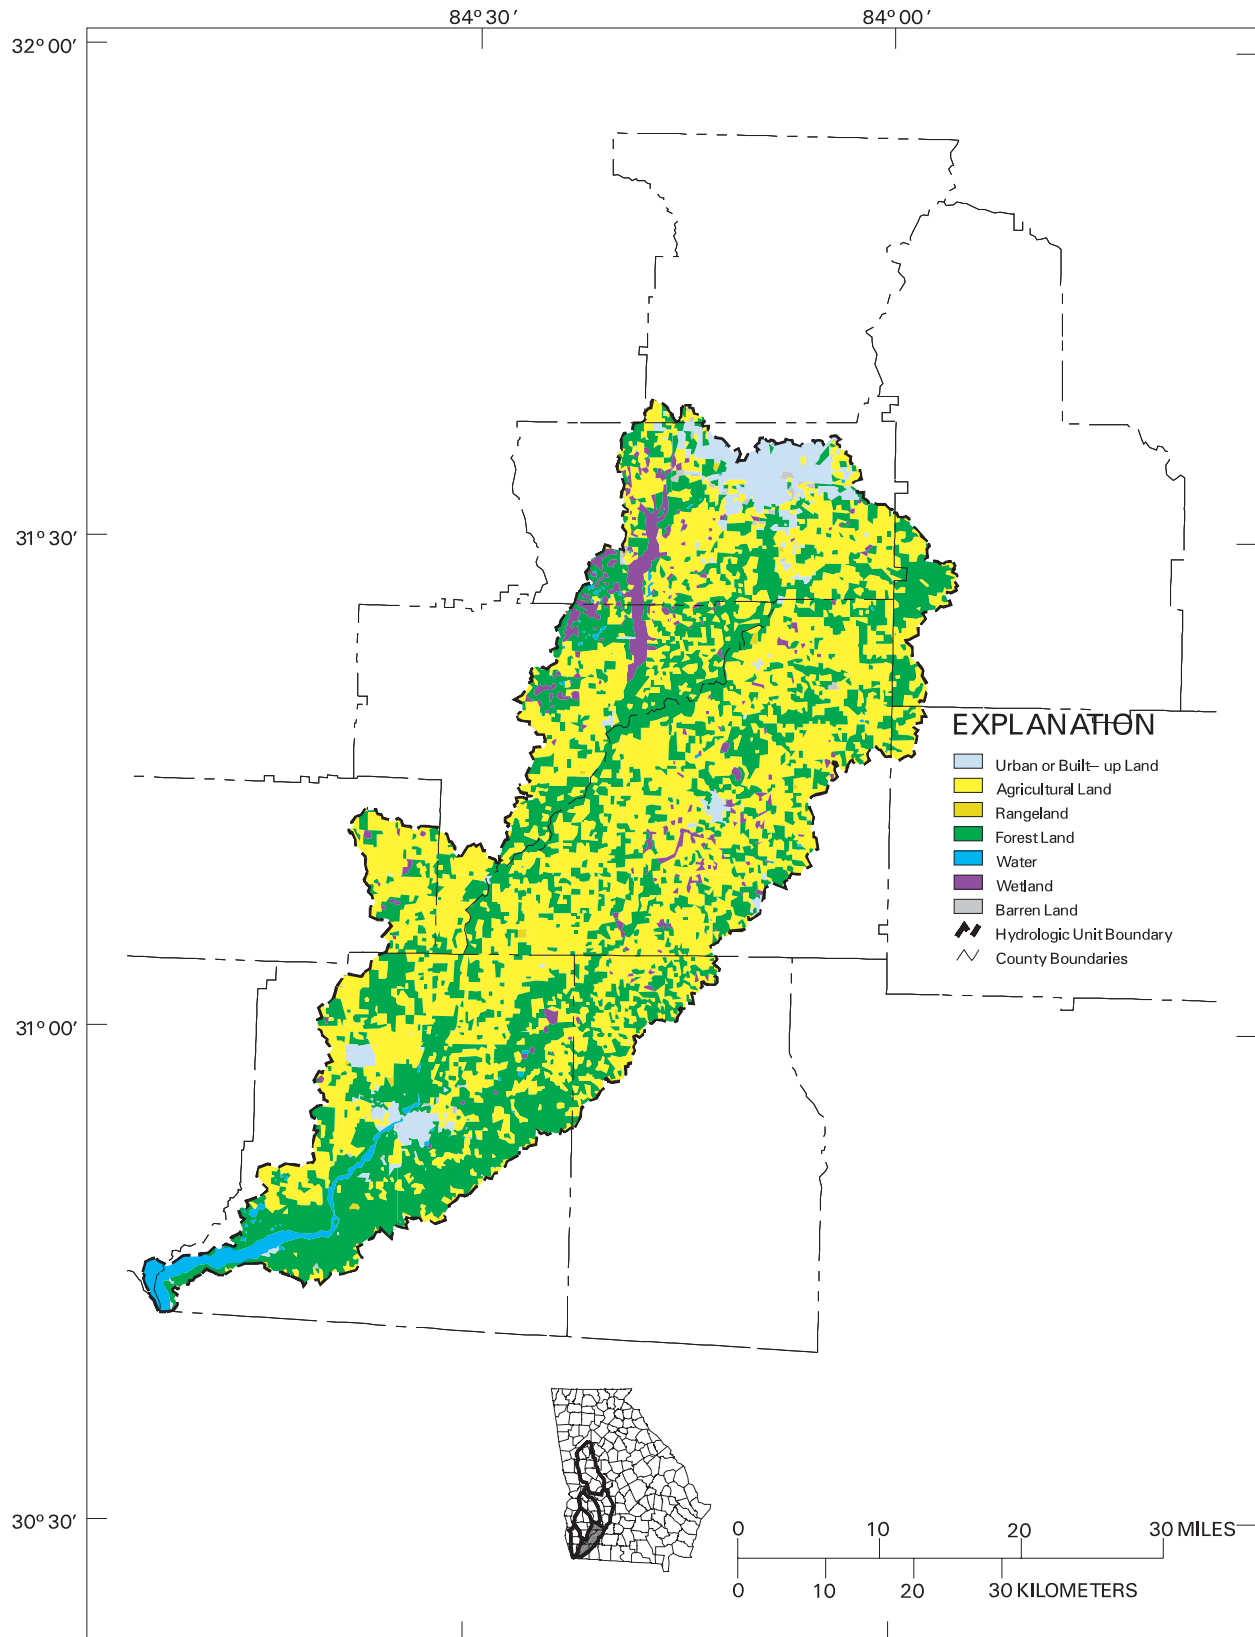 84° 30′ 84° 00′
32° 00′
31° 30′
EXPLANATION
Urban or Built– up Land
Agricultural Land
Rangeland
Forest Land
Water
Wetland
Barren Land
Hydrologic Unit Boundary
County Boundaries
31° 00′
30° 30′
0 10 20 30 MILES
0 10 20 30 KILOMETERS